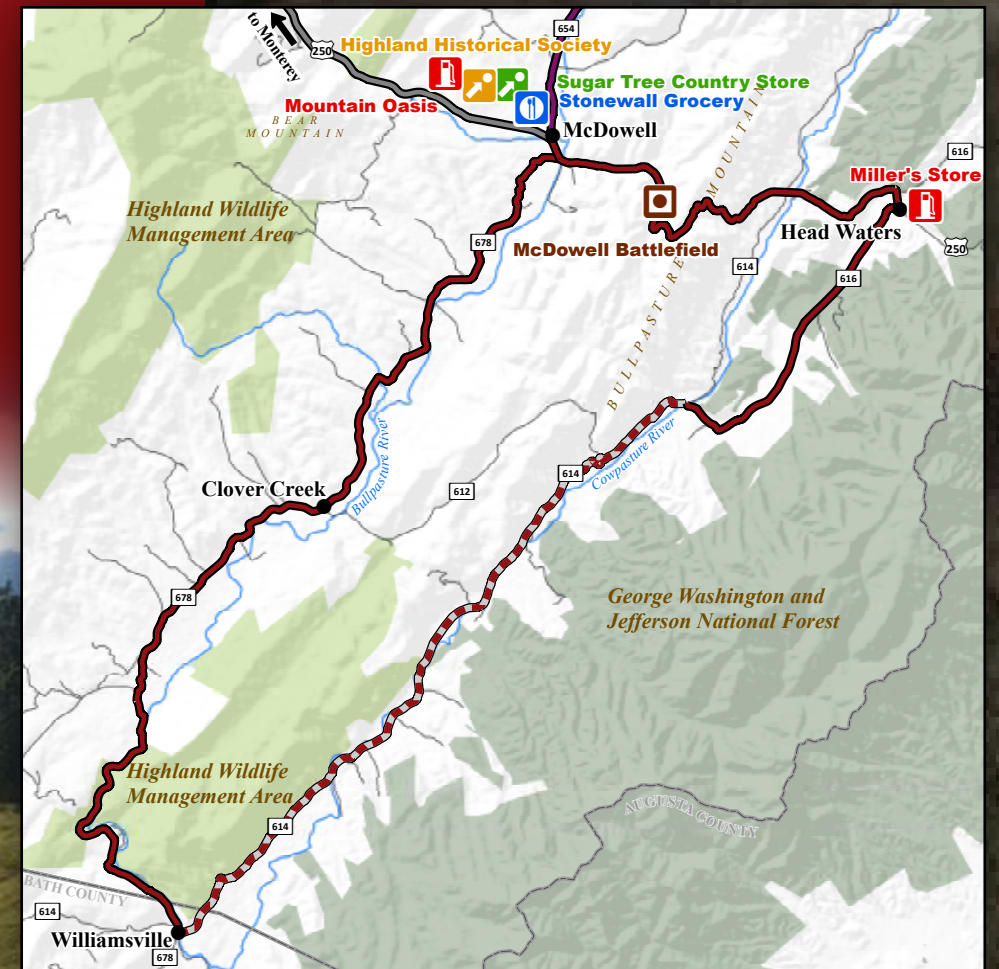 654
to Monterey
250
Highland Historical Society
Sugar Tree Country Store
Mountain Oasis
Stonewall Grocery
BEAR
MOUNTAIN
McDowell
616
Miller's Store
Highland Wildlife
Management Area
678
McDowell Battlefield
Head Waters
250
614
616
BULLPASTURE MOUNTAIN
Bullpasture River
Cowpasture River
614
Clover Creek
612
678
George Washington and
Jefferson National Forest
Highland Wildlife
Management Area
AUGUSTA COUNTY
614
BATH COUNTY
614
Williamsville
678